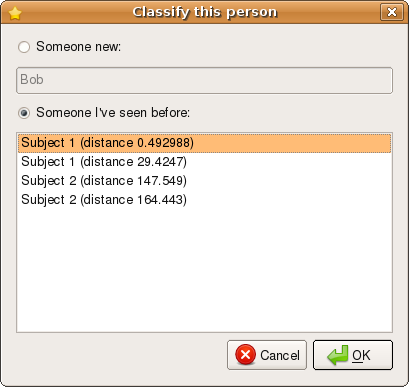 Classify this person
Someone new:
Bob
Someone I've seen before:
Subject 1 (distance 0.492988)
Subject 1 (distance 29.4247)
Subject 2 (distance 147.549)
Subject 2 (distance 164.443)
Cancel
OK